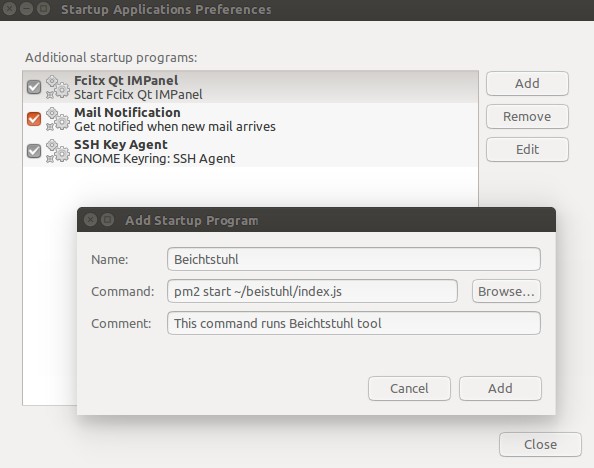 Startup Applications Preferences
Additional startup programs:
Fcitx Qt IMPanel
Start Fcitx Qt IMPanel
Add
Mail Notification
Get notified when new mail arrives
Remove
SSH Key Agent
GNOME Keyring: SSH Agent
Edit
Add Startup Program
Name: Beichtstuhl
Command: pm2 start ~/beistuhl/index.js Browse...
Comment: This command runs Beichtstuhl tool
Cancel Add
Close